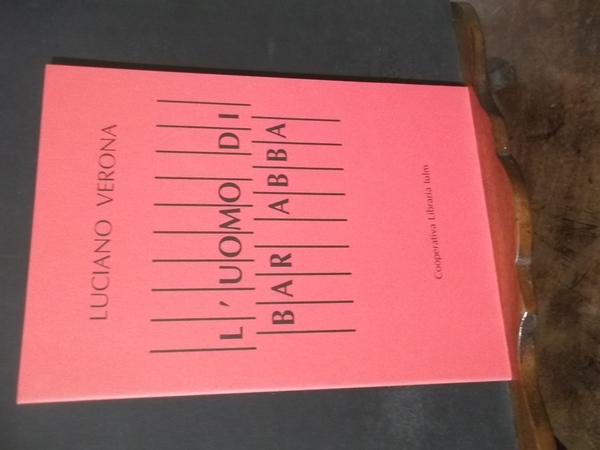 LUCIANO VERONA
L'UOMO DI
BAR ABBA
Cooperativa Libraria Iulm